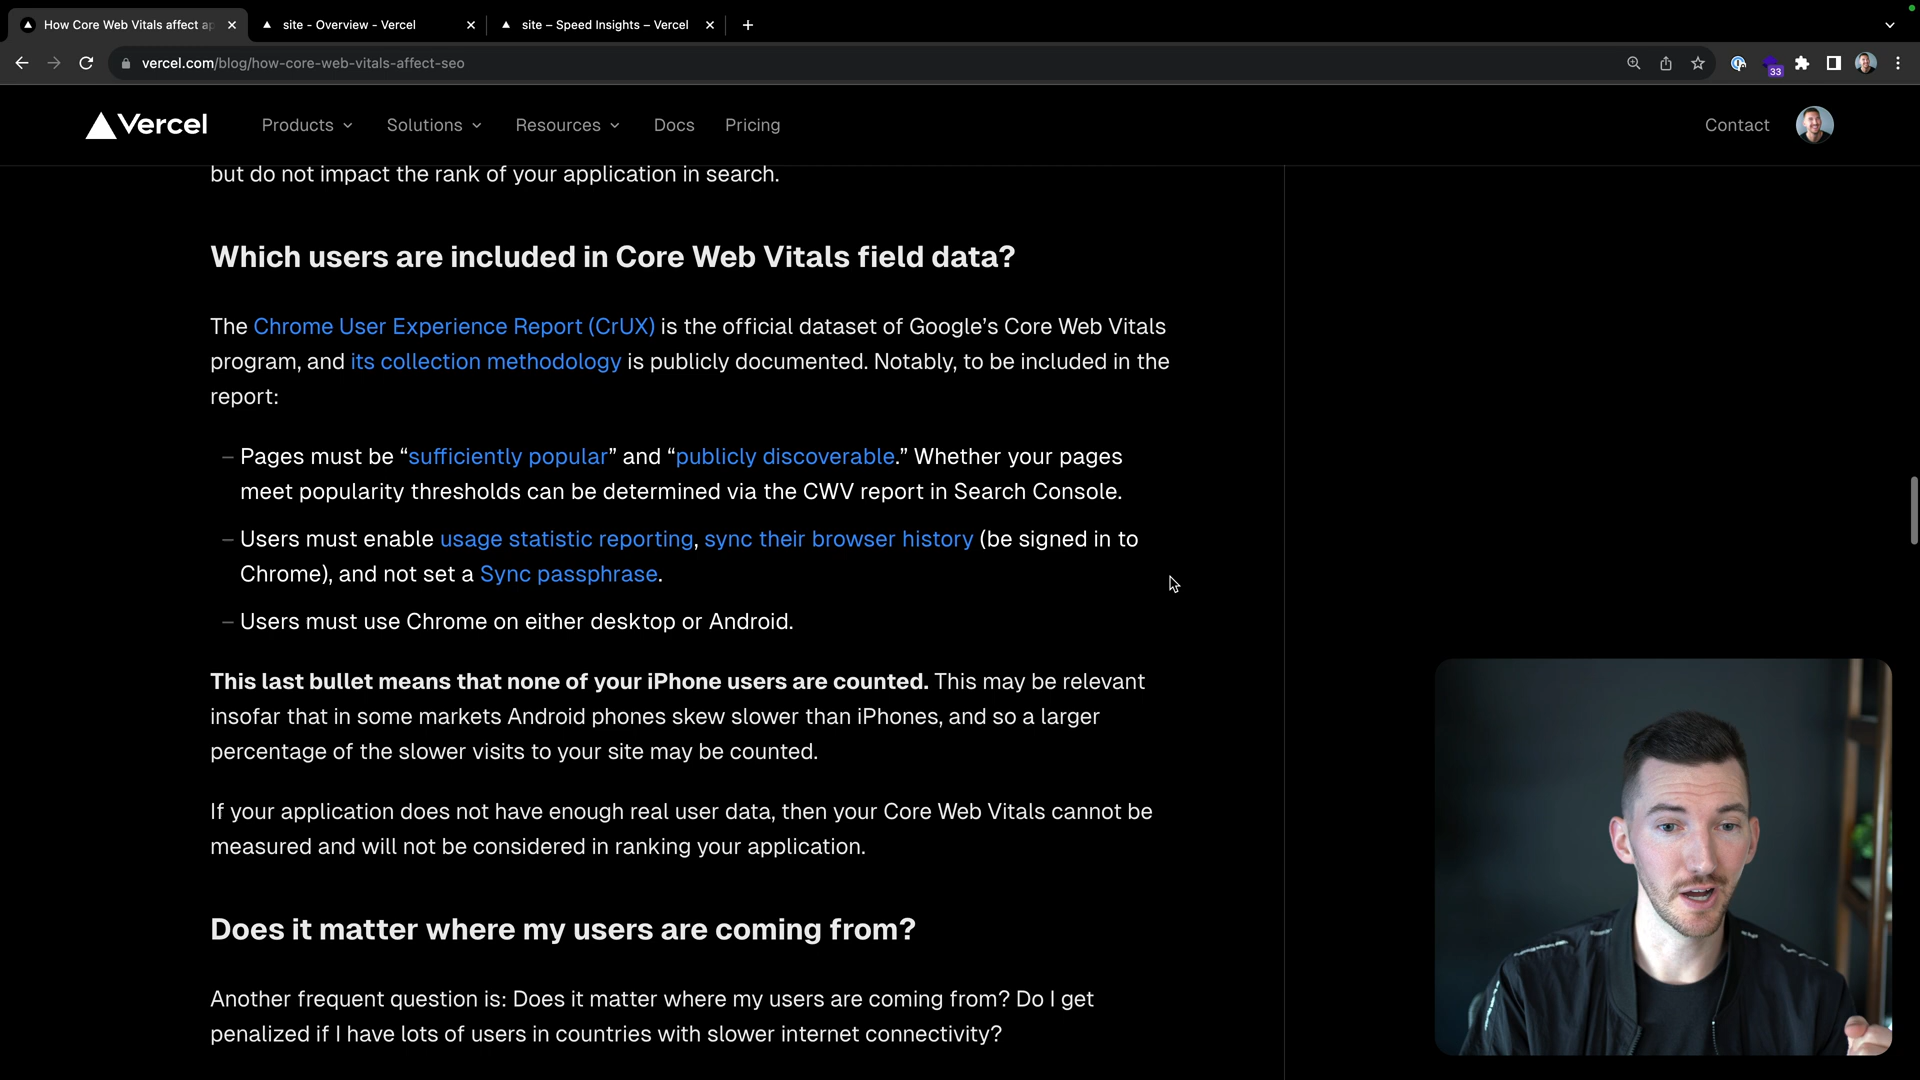 How Core Web Vitals affect ap
site - Overview - Vercel
site – Speed Insights – Vercel
vercel.com/blog/how-core-web-vitals-affect-seo
33
Vercel
Products
Solutions
Resources
Docs
Pricing
Contact
but do not impact the rank of your application in search.
Which users are included in Core Web Vitals field data?
The Chrome User Experience Report (CrUX) is the official dataset of Google’s Core Web Vitals
program, and its collection methodology is publicly documented. Notably, to be included in the
report:
– Pages must be “sufficiently popular” and “publicly discoverable.” Whether your pages
meet popularity thresholds can be determined via the CWV report in Search Console.
– Users must enable usage statistic reporting, sync their browser history (be signed in to
Chrome), and not set a Sync passphrase.
– Users must use Chrome on either desktop or Android.
This last bullet means that none of your iPhone users are counted. This may be relevant
insofar that in some markets Android phones skew slower than iPhones, and so a larger
percentage of the slower visits to your site may be counted.
If your application does not have enough real user data, then your Core Web Vitals cannot be
measured and will not be considered in ranking your application.
Does it matter where my users are coming from?
Another frequent question is: Does it matter where my users are coming from? Do I get
penalized if I have lots of users in countries with slower internet connectivity?